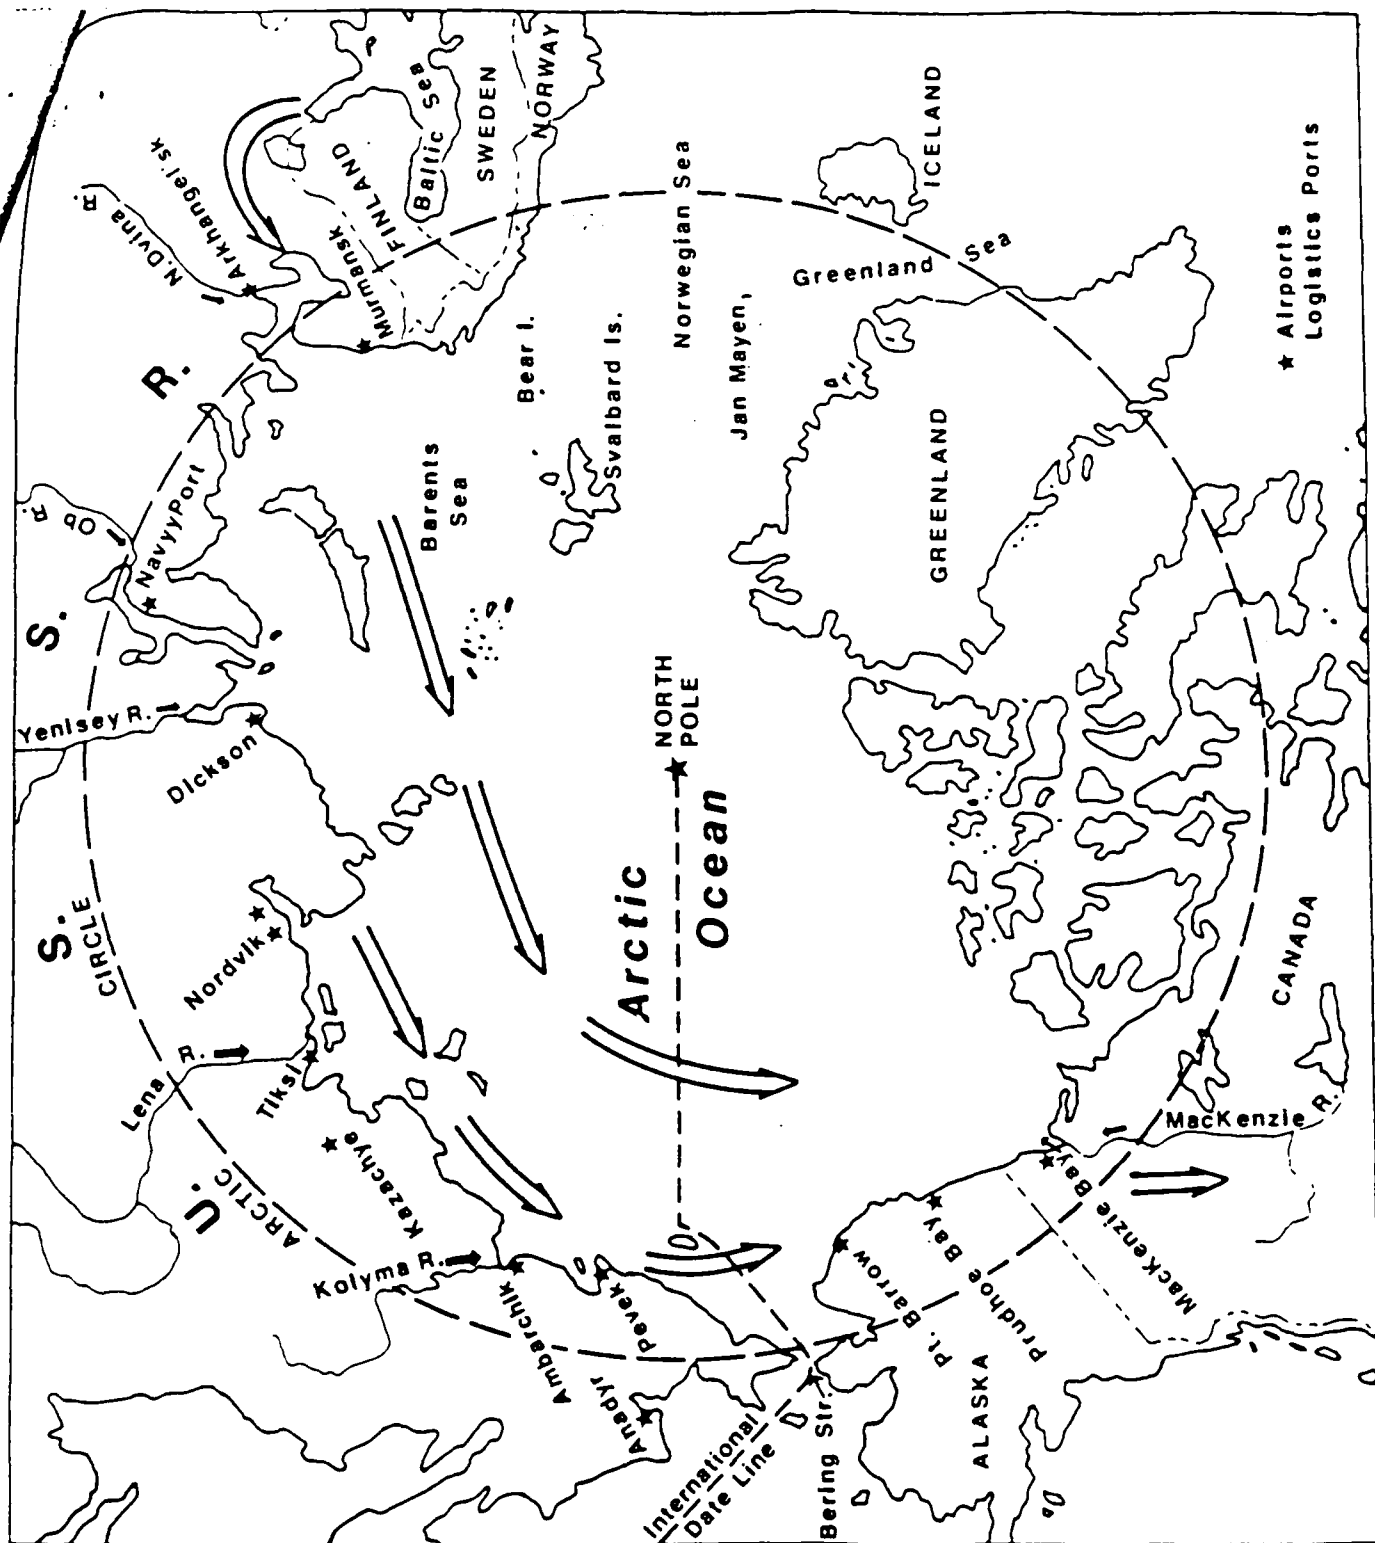 U. S. S. R.
Ob R.
N. Dvina R.
Arkhangel'sk
Murmansk
FINLAND
Baltic Sea
SWEDEN
NORWAY
NavyyPort
Yenisey R.
Dickson
Nordvik
Lena R.
Tiksi
Kazachye
Kolyma R.
Ambarchik
Pevek
Anadyr
ARCTIC CIRCLE
Barents
Sea
Bear I.
Svalbard Is.
Norwegian Sea
Jan Mayen,
Greenland Sea
ICELAND
GREENLAND
NORTH
POLE
Arctic
Ocean
International
Date Line
Bering Str.
ALASKA
Pt. Barrow
Prudhoe Bay
MacKenzie Bay
MacKenzie R.
CANADA
★ Airports
Logistics Ports